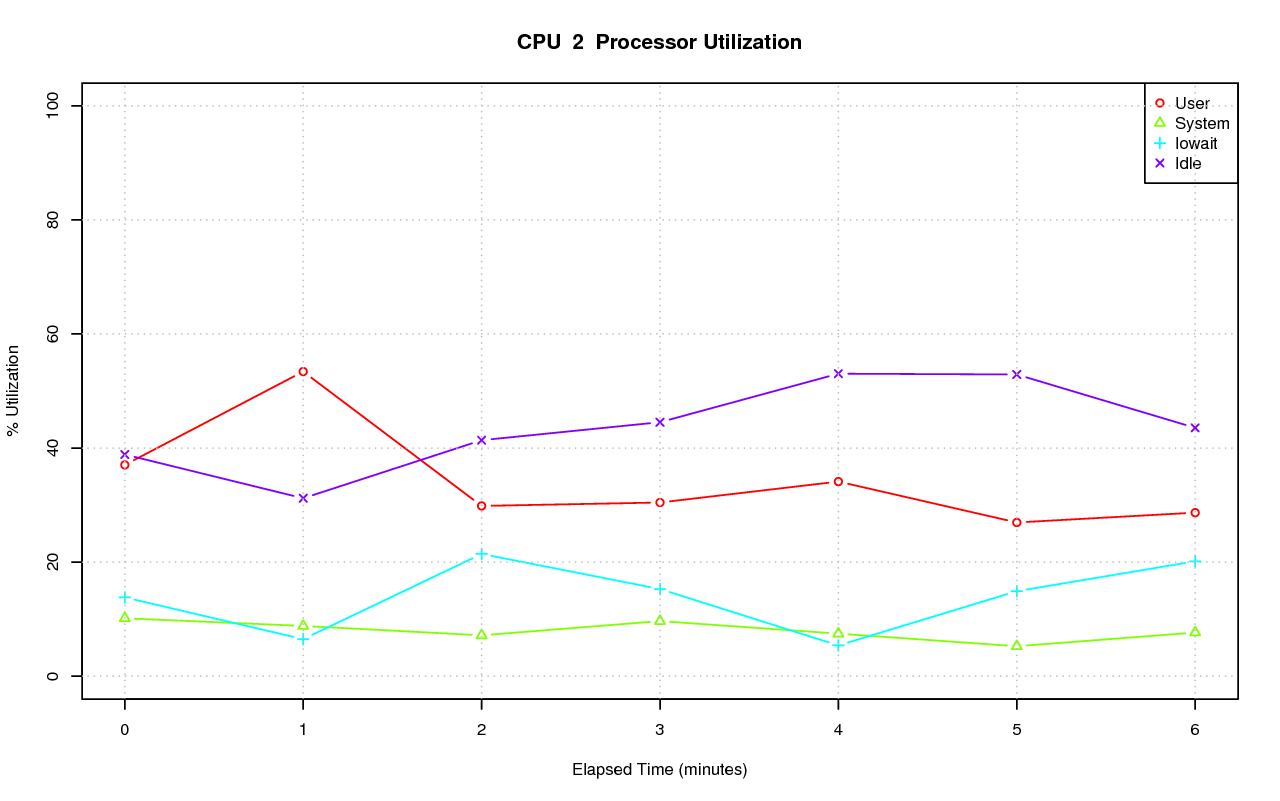 CPU  2  Processor Utilization
% Utilization
100
80
60
40
20
0
User
System
Iowait
Idle
0 1 2 3 4 5 6
Elapsed Time (minutes)